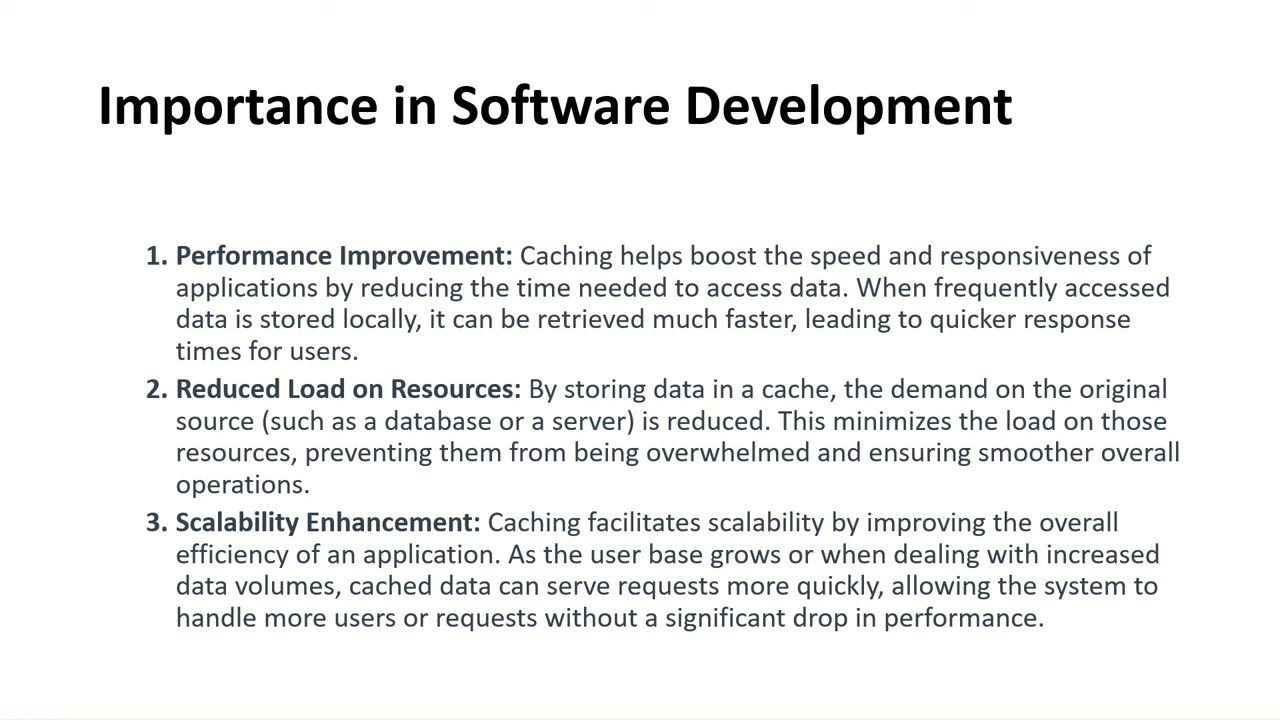 Importance in Software Development
1. Performance Improvement: Caching helps boost the speed and responsiveness of
applications by reducing the time needed to access data. When frequently accessed
data is stored locally, it can be retrieved much faster, leading to quicker response
times for users.
2. Reduced Load on Resources: By storing data in a cache, the demand on the original
source (such as a database or a server) is reduced. This minimizes the load on those
resources, preventing them from being overwhelmed and ensuring smoother overall
operations.
3. Scalability Enhancement: Caching facilitates scalability by improving the overall
efficiency of an application. As the user base grows or when dealing with increased
data volumes, cached data can serve requests more quickly, allowing the system to
handle more users or requests without a significant drop in performance.